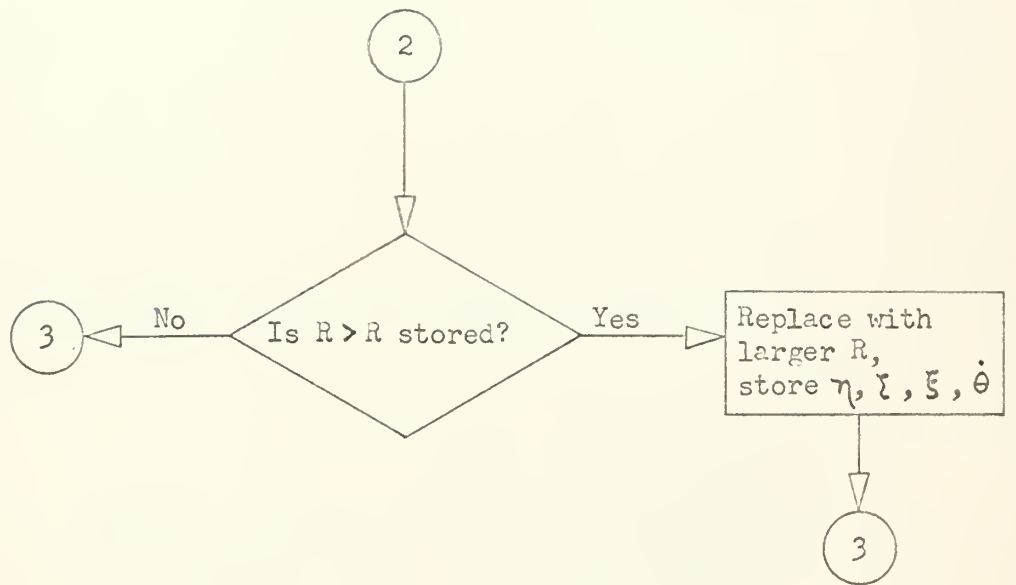 2
3
No
Is R > R stored?
Yes
Replace with
larger R,
store η, ζ, ξ, θ̇
3